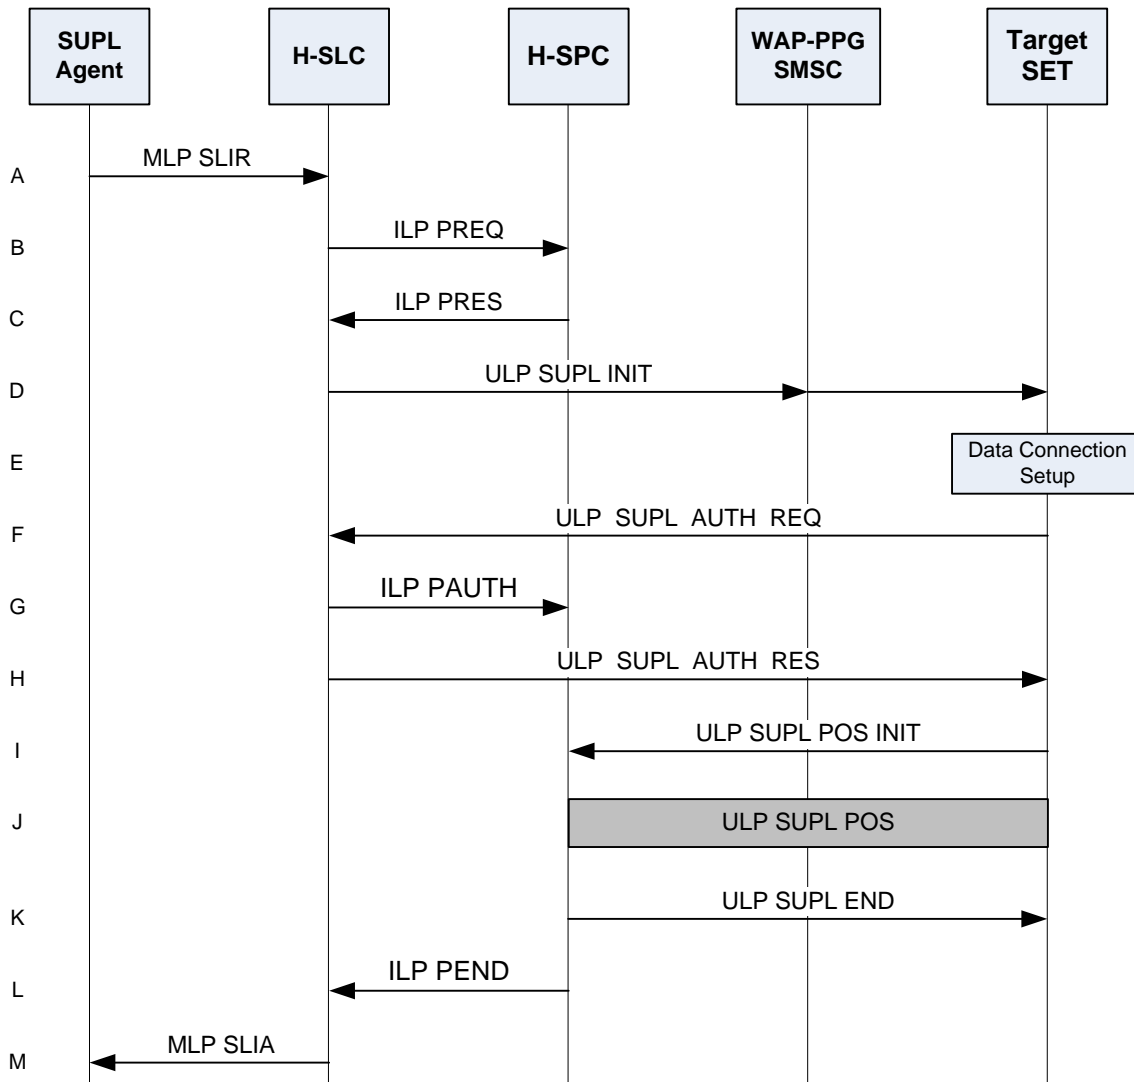 SUPL
Agent
H-SLC
H-SPC
WAP-PPG
SMSC
Target
SET
A
MLP SLIR
B
ILP PREQ
C
ILP PRES
D
ULP SUPL INIT
E
Data Connection
Setup
F
ULP SUPL AUTH REQ
G
ILP PAUTH
H
ULP SUPL AUTH RES
I
ULP SUPL POS INIT
J
ULP SUPL POS
K
ULP SUPL END
L
ILP PEND
M
MLP SLIA